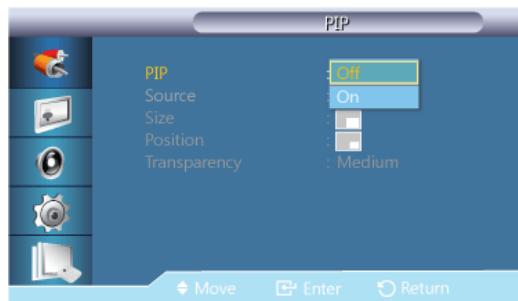 PIP
PIP : Off
Source : On
Size :
Position :
Transparency : Medium
Move Enter Return